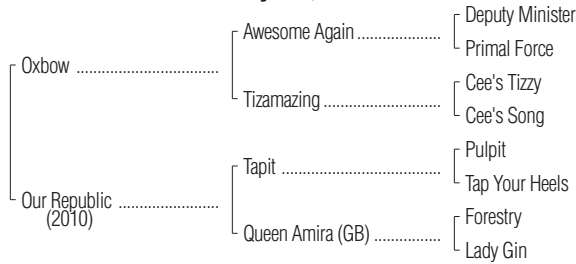 Deputy Minister
Awesome Again ....................
Primal Force
Oxbow ...................................
Cee's Tizzy
Tizamazing .............................
Cee's Song
Pulpit
Tapit .......................................
Tap Your Heels
Our Republic .........................
(2010)
Forestry
Queen Amira (GB) ................
Lady Gin